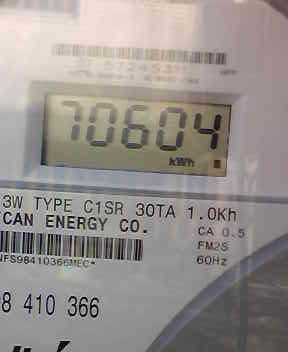 70604
kWh
3W TYPE C1SR 30TA 1.0Kh
CAN ENERGY CO.
CA 0.5
FM2S
NFS98410366MEC*
60Hz
8 410 366